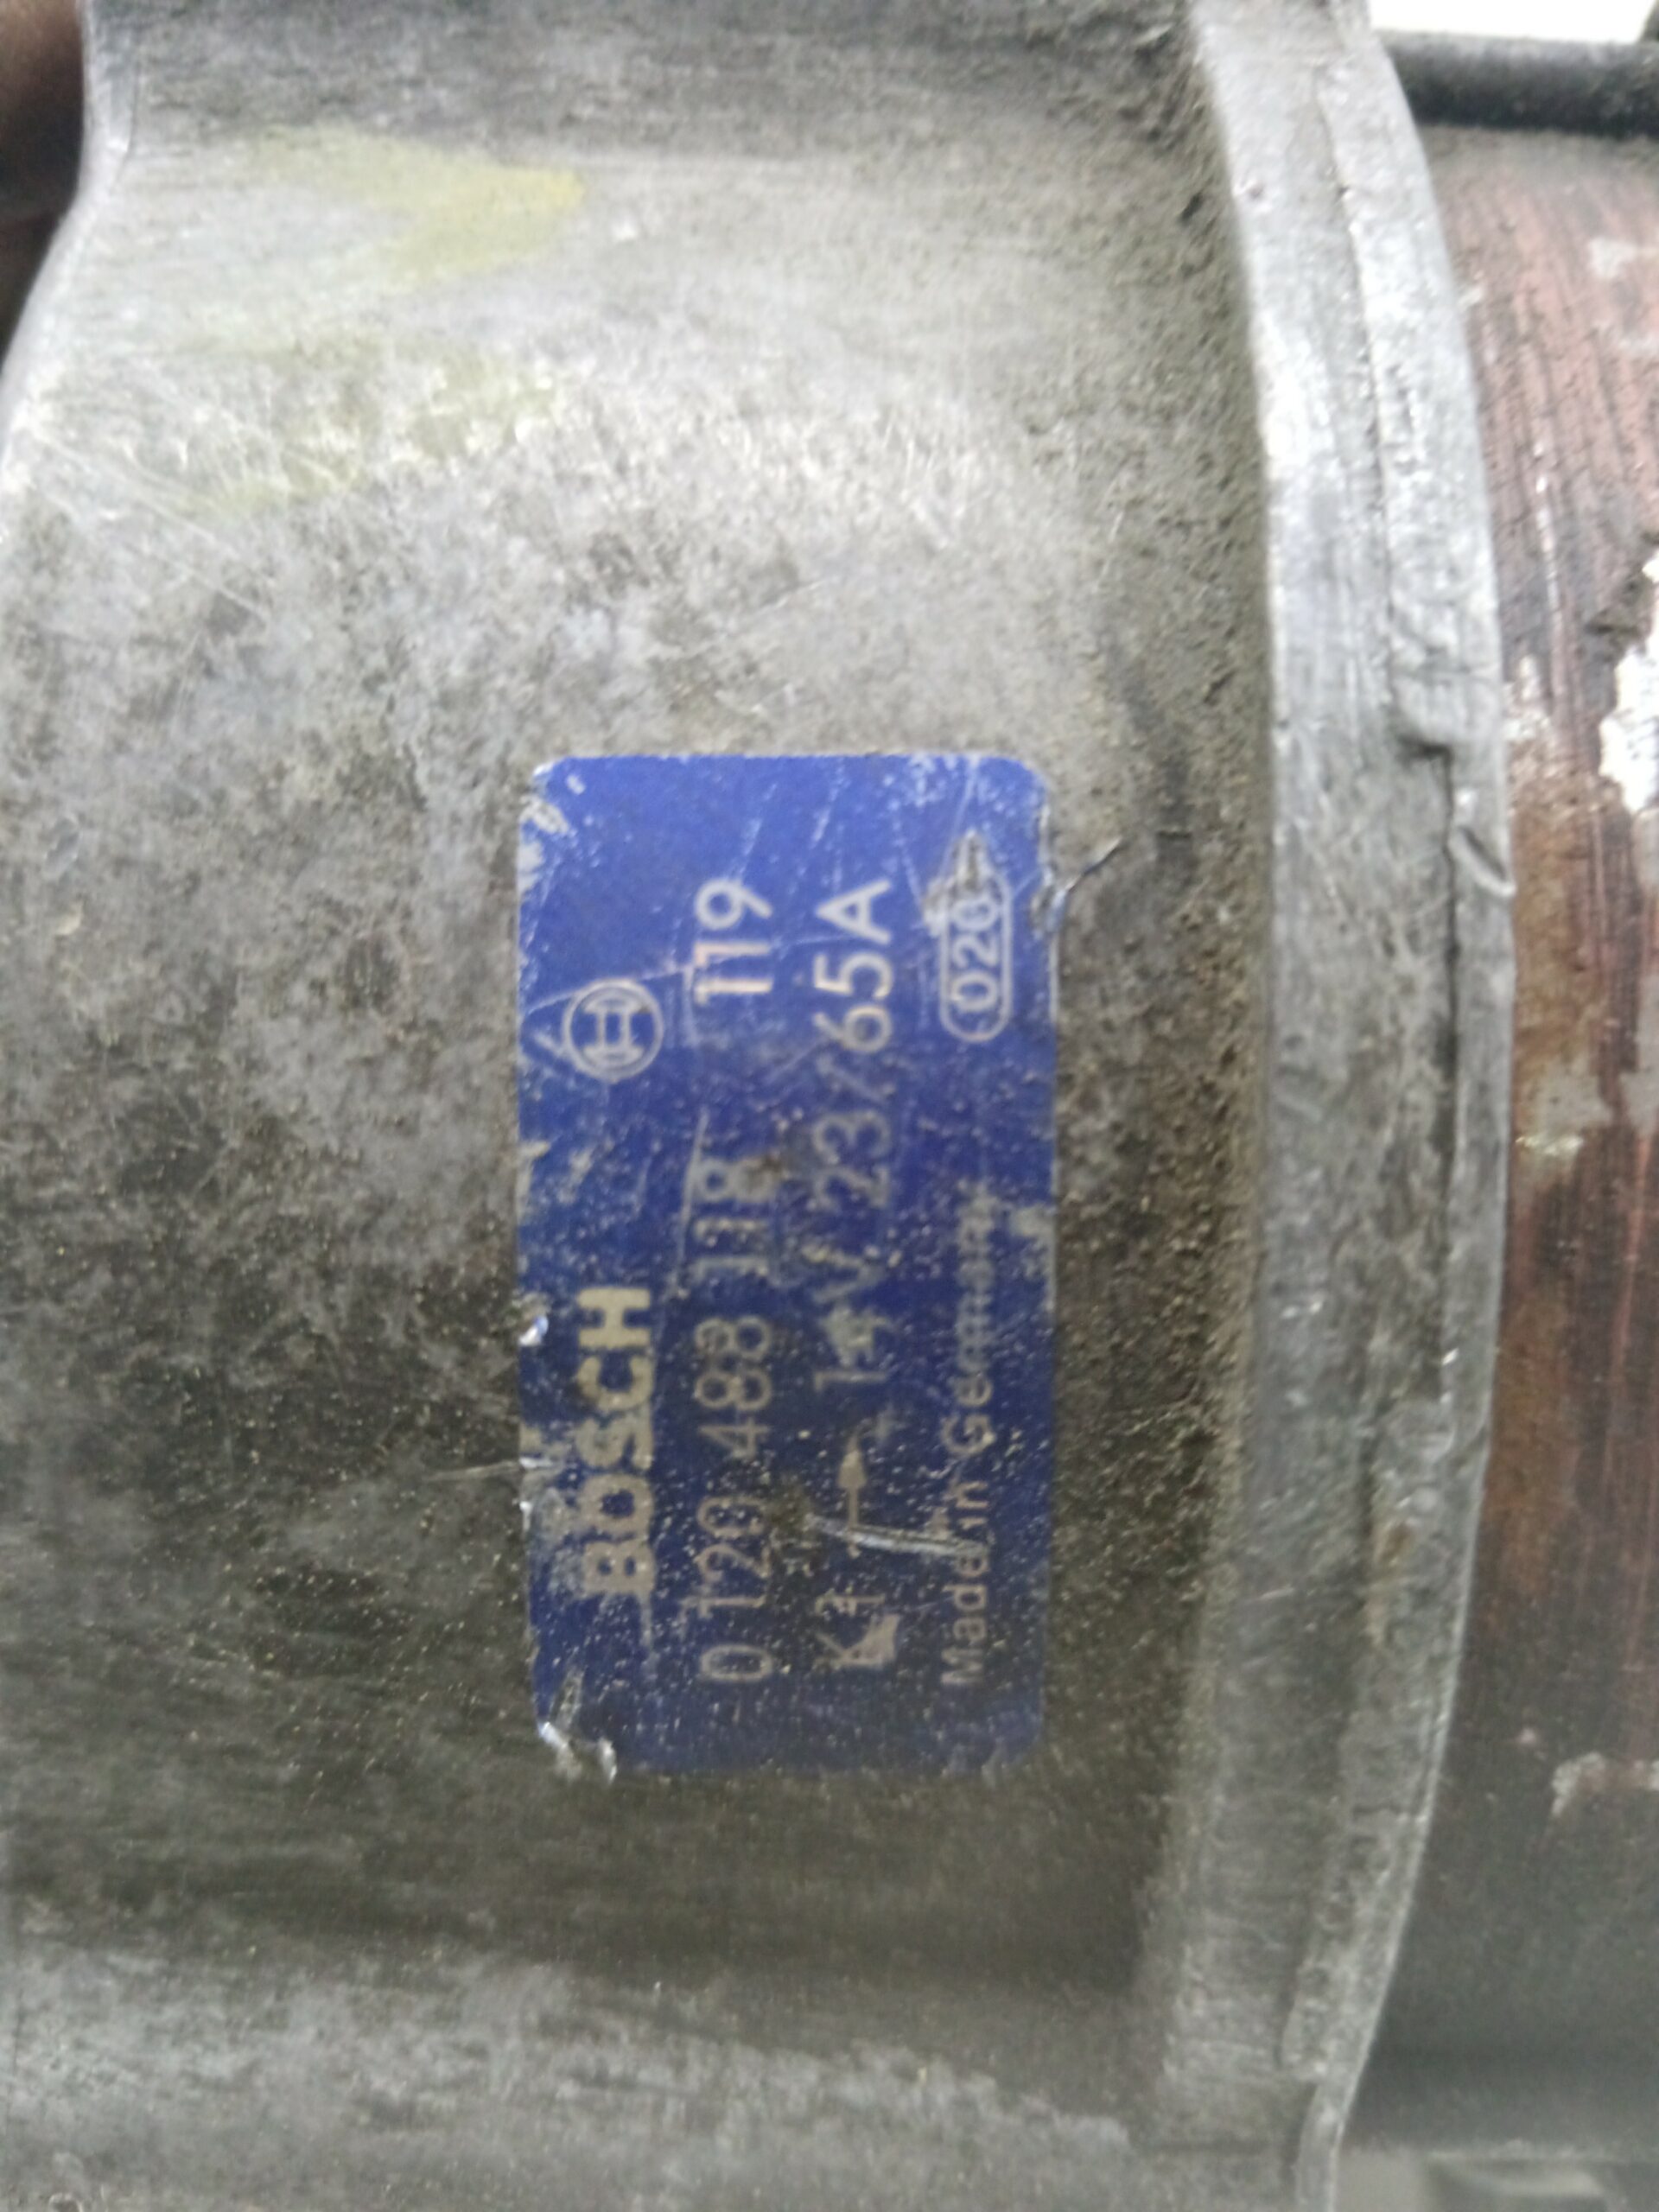 BOSCH
0 120 488 118 119
K1 → 14V 23/65A
Made in Germany 020